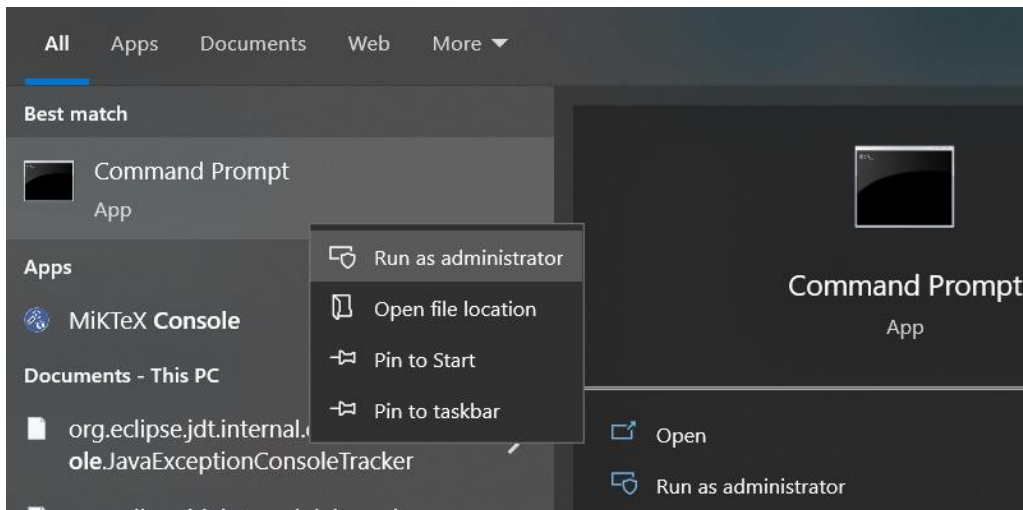 All Apps Documents Web More
Best match
Command Prompt
App
Apps
MiKTeX Console
Documents - This PC
org.eclipse.jdt.internal.
ole.JavaExceptionConsoleTracker
Run as administrator
Open file location
Pin to Start
Pin to taskbar
Command Prompt
App
Open
Run as administrator